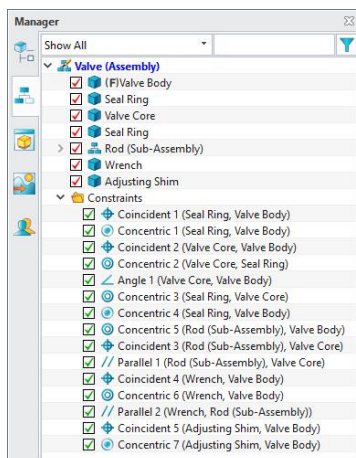 Manager
Show All
Valve (Assembly)
(F)Valve Body
Seal Ring
Valve Core
Seal Ring
Rod (Sub-Assembly)
Wrench
Adjusting Shim
Constraints
Coincident 1 (Seal Ring, Valve Body)
Concentric 1 (Seal Ring, Valve Body)
Coincident 2 (Valve Core, Valve Body)
Concentric 2 (Valve Core, Seal Ring)
Angle 1 (Valve Core, Valve Body)
Concentric 3 (Seal Ring, Valve Core)
Concentric 4 (Seal Ring, Valve Body)
Concentric 5 (Rod (Sub-Assembly), Valve Body)
Coincident 3 (Rod (Sub-Assembly), Valve Core)
Parallel 1 (Rod (Sub-Assembly), Valve Core)
Coincident 4 (Wrench, Valve Body)
Concentric 6 (Wrench, Valve Body)
Parallel 2 (Wrench, Rod (Sub-Assembly))
Coincident 5 (Adjusting Shim, Valve Body)
Concentric 7 (Adjusting Shim, Valve Body)